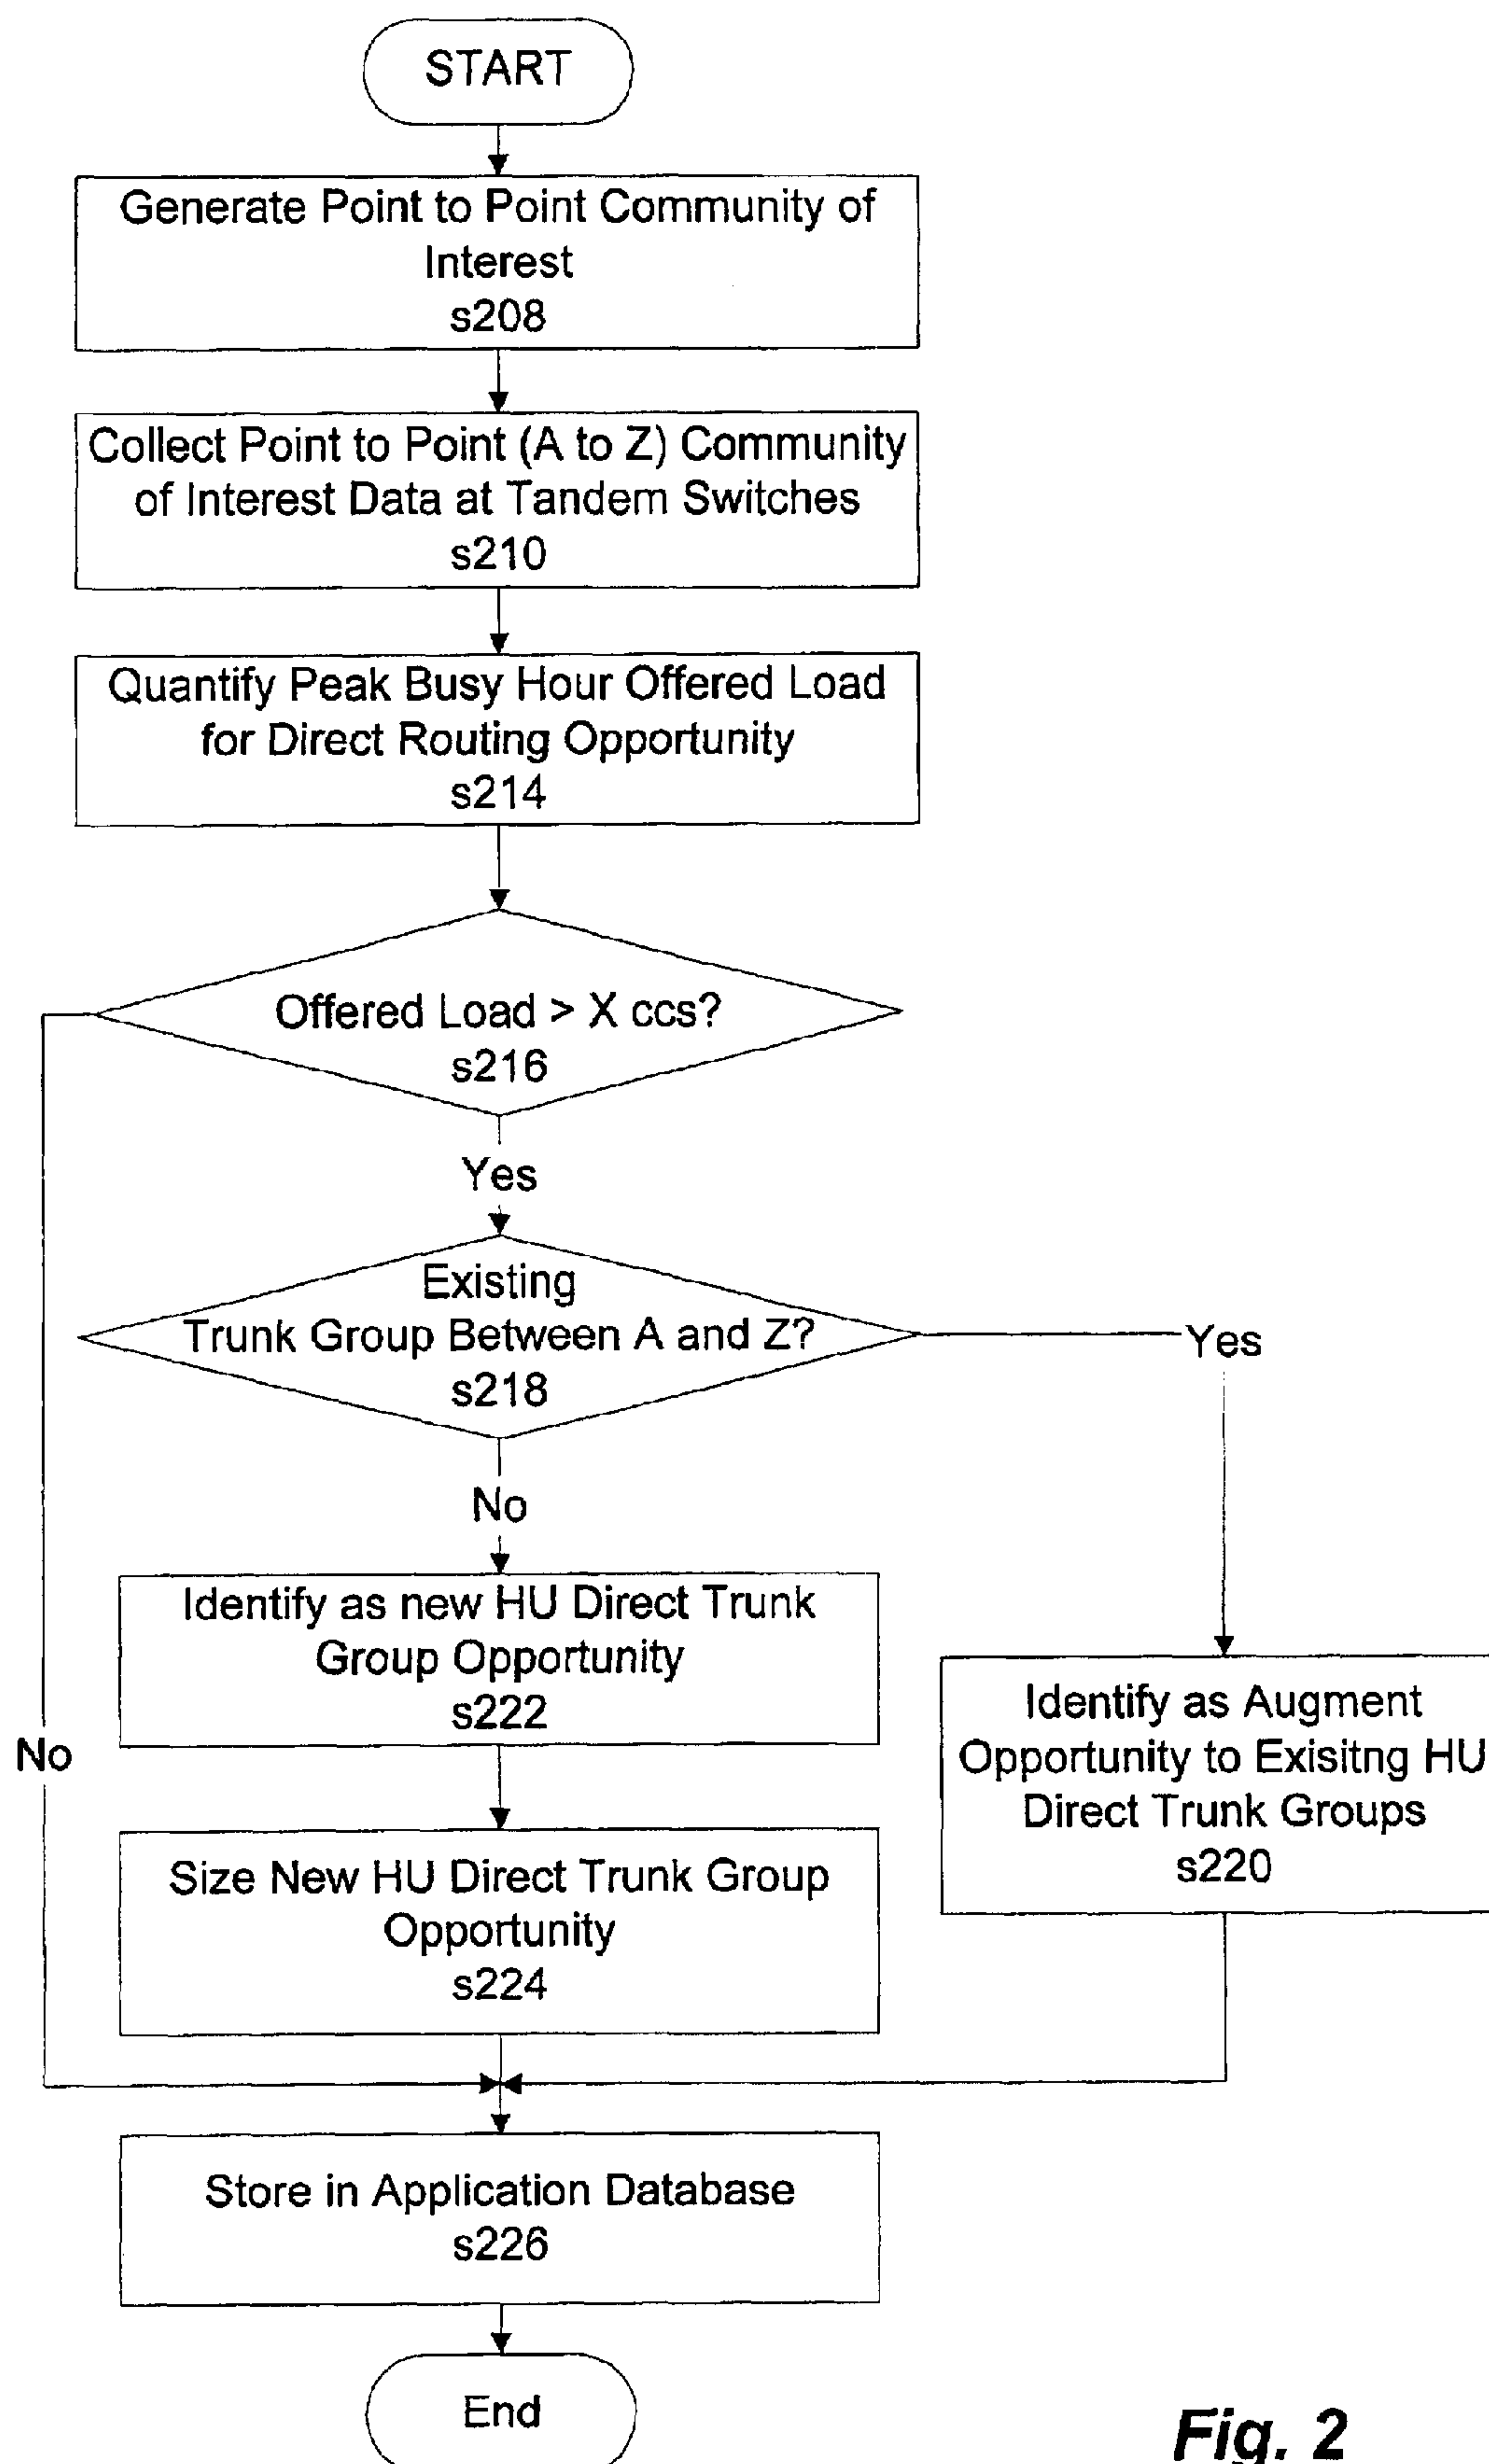 START
Generate Point to Point Community of
Interest
s208
Collect Point to Point (A to Z) Community
of Interest Data at Tandem Switches
s210
Quantify Peak Busy Hour Offered Load
for Direct Routing Opportunity
s214
Offered Load > X ccs?
s216
Yes
Existing
Trunk Group Between A and Z?
s218
Yes
No
Identify as new HU Direct Trunk
Group Opportunity
s222
Identify as Augment
Opportunity to Exisitng HU
Direct Trunk Groups
s220
No
Size New HU Direct Trunk Group
Opportunity
s224
Store in Application Database
s226
End
Fig. 2